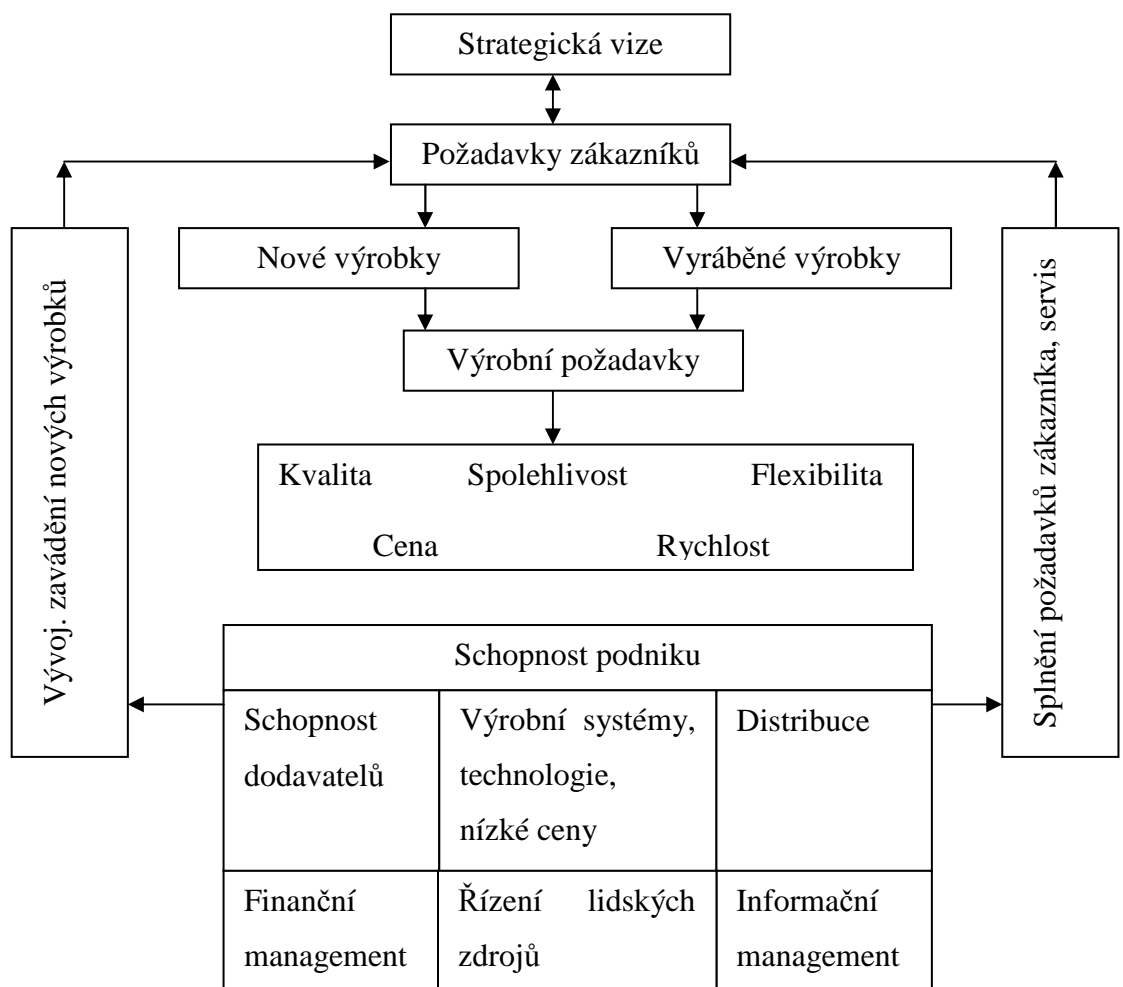 Strategická vize
Požadavky zákazníků
Nové výrobky
Vyráběné výrobky
Výrobní požadavky
Kvalita Spolehlivost Flexibilita
Cena Rychlost
Vývoj. zavádění nových výrobků
Splnění požadavků zákazníka, servis
Schopnost podniku
Schopnost
dodavatelů
Výrobní systémy,
technologie,
nízké ceny
Distribuce
Finanční
management
Řízení lidských
zdrojů
Informační
management